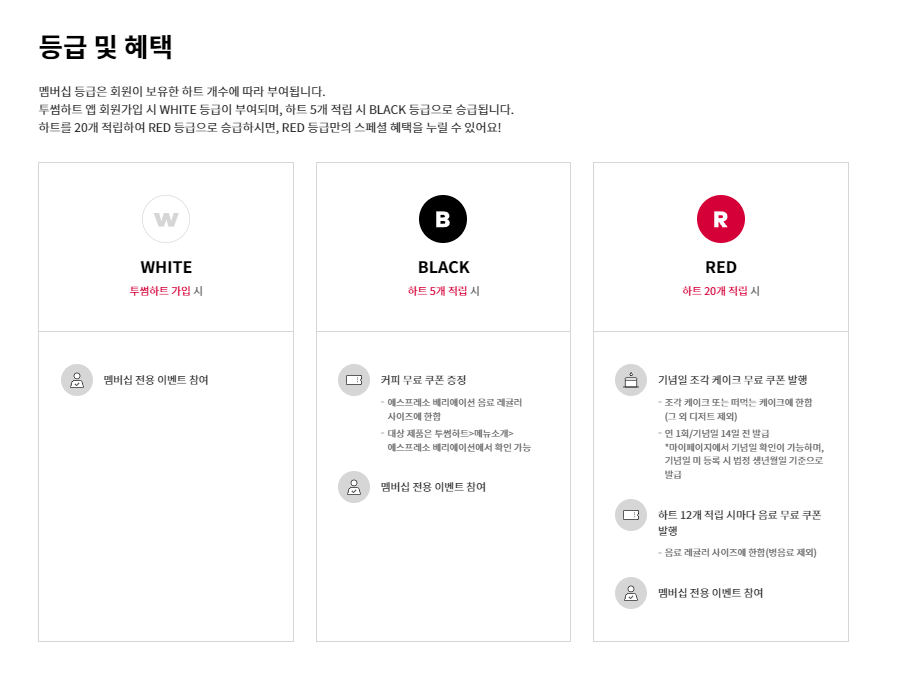 등급 및 혜택
멤버십 등급은 회원이 보유한 하트 개수에 따라 부여됩니다.
투썸하트 앱 회원가입 시 WHITE 등급이 부여되며, 하트 5개 적립 시 BLACK 등급으로 승급됩니다.
하트를 20개 적립하여 RED 등급으로 승급하시면, RED 등급만의 스페셜 혜택을 누릴 수 있어요!
W
WHITE
투썸하트 가입 시
멤버십 전용 이벤트 참여
B
BLACK
하트 5개 적립 시
커피 무료 쿠폰 증정
- 에스프레소 베리에이션 음료 레귤러
사이즈에 한함
- 대상 제품은 투썸하트>메뉴소개>
에스프레소 베리에이션에서 확인 가능
멤버십 전용 이벤트 참여
R
RED
하트 20개 적립 시
기념일 조각 케이크 무료 쿠폰 발행
- 조각 케이크 또는 떠먹는 케이크에 한함
(그 외 디저트 제외)
- 연 1회/기념일 14일 전 발급
*마이페이지에서 기념일 확인이 가능하며,
기념일 미 등록 시 법정 생년월일 기준으로
발급
하트 12개 적립 시마다 음료 무료 쿠폰
발행
- 음료 레귤러 사이즈에 한함(병음료 제외)
멤버십 전용 이벤트 참여